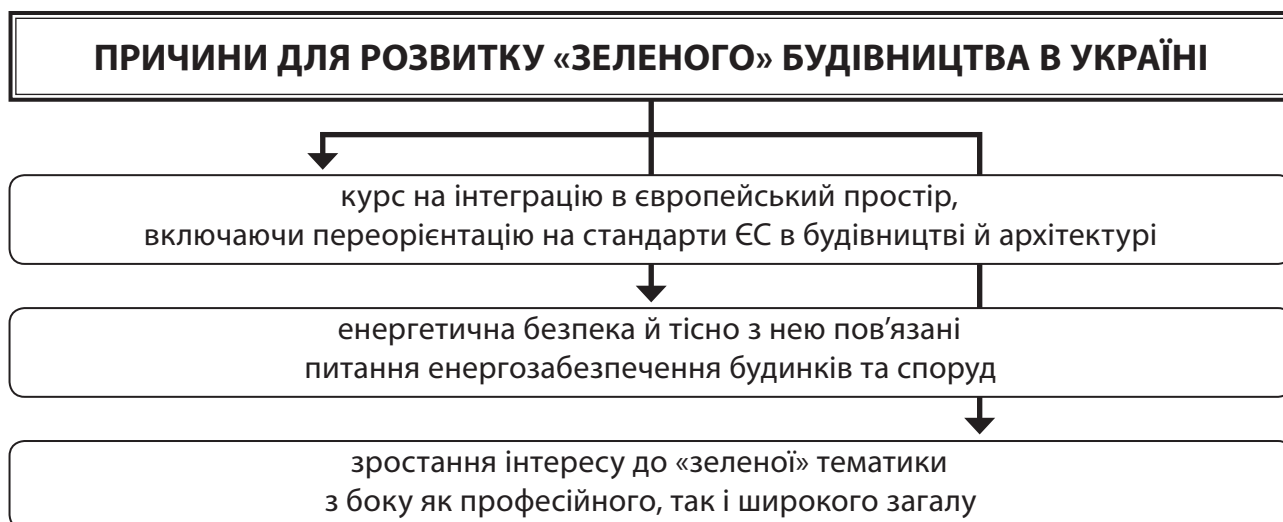 ПРИЧИНИ ДЛЯ РОЗВИТКУ «ЗЕЛЕНОГО» БУДІВНИЦТВА В УКРАЇНІ
курс на інтеграцію в європейський простір,
включаючи переорієнтацію на стандарти ЄС в будівництві й архітектурі
енергетична безпека й тісно з нею пов’язані
питання енергозабезпечення будинків та споруд
зростання інтересу до «зеленої» тематики
з боку як професійного, так і широкого загалу